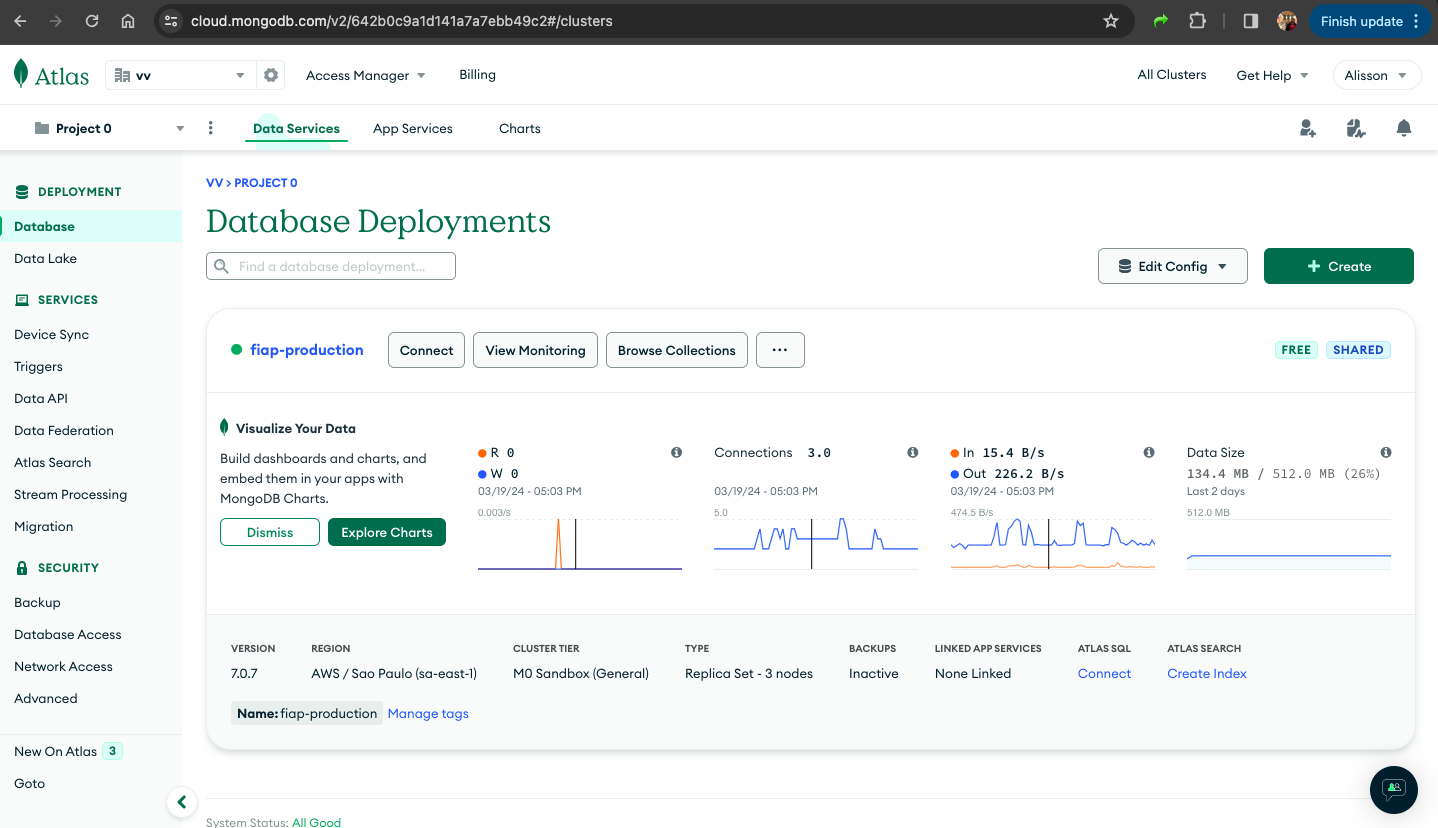 cloud.mongodb.com/v2/642b0c9a1d141a7a7ebb49c2#/clusters
Finish update
Atlas
vv
Access Manager
Billing
All Clusters
Get Help
Alisson
Project 0
Data Services
App Services
Charts
DEPLOYMENT
Database
Data Lake
SERVICES
Device Sync
Triggers
Data API
Data Federation
Atlas Search
Stream Processing
Migration
SECURITY
Backup
Database Access
Network Access
Advanced
New On Atlas 3
Goto
VV > PROJECT 0
Database Deployments
Find a database deployment...
Edit Config
+ Create
fiap-production
Connect
View Monitoring
Browse Collections
...
FREE
SHARED
Visualize Your Data
Build dashboards and charts, and
embed them in your apps with
MongoDB Charts.
Dismiss
Explore Charts
R 0
W 0
03/19/24 - 05:03 PM
0.003/s
Connections 3.0
03/19/24 - 05:03 PM
5.0
In 15.4 B/s
Out 226.2 B/s
03/19/24 - 05:03 PM
474.5 B/s
Data Size
134.4 MB / 512.0 MB (26%)
Last 2 days
512.0 MB
VERSION
7.0.7
REGION
AWS / Sao Paulo (sa-east-1)
CLUSTER TIER
M0 Sandbox (General)
TYPE
Replica Set - 3 nodes
BACKUPS
Inactive
LINKED APP SERVICES
None Linked
ATLAS SQL
Connect
ATLAS SEARCH
Create Index
Name: fiap-production
Manage tags
System Status: All Good